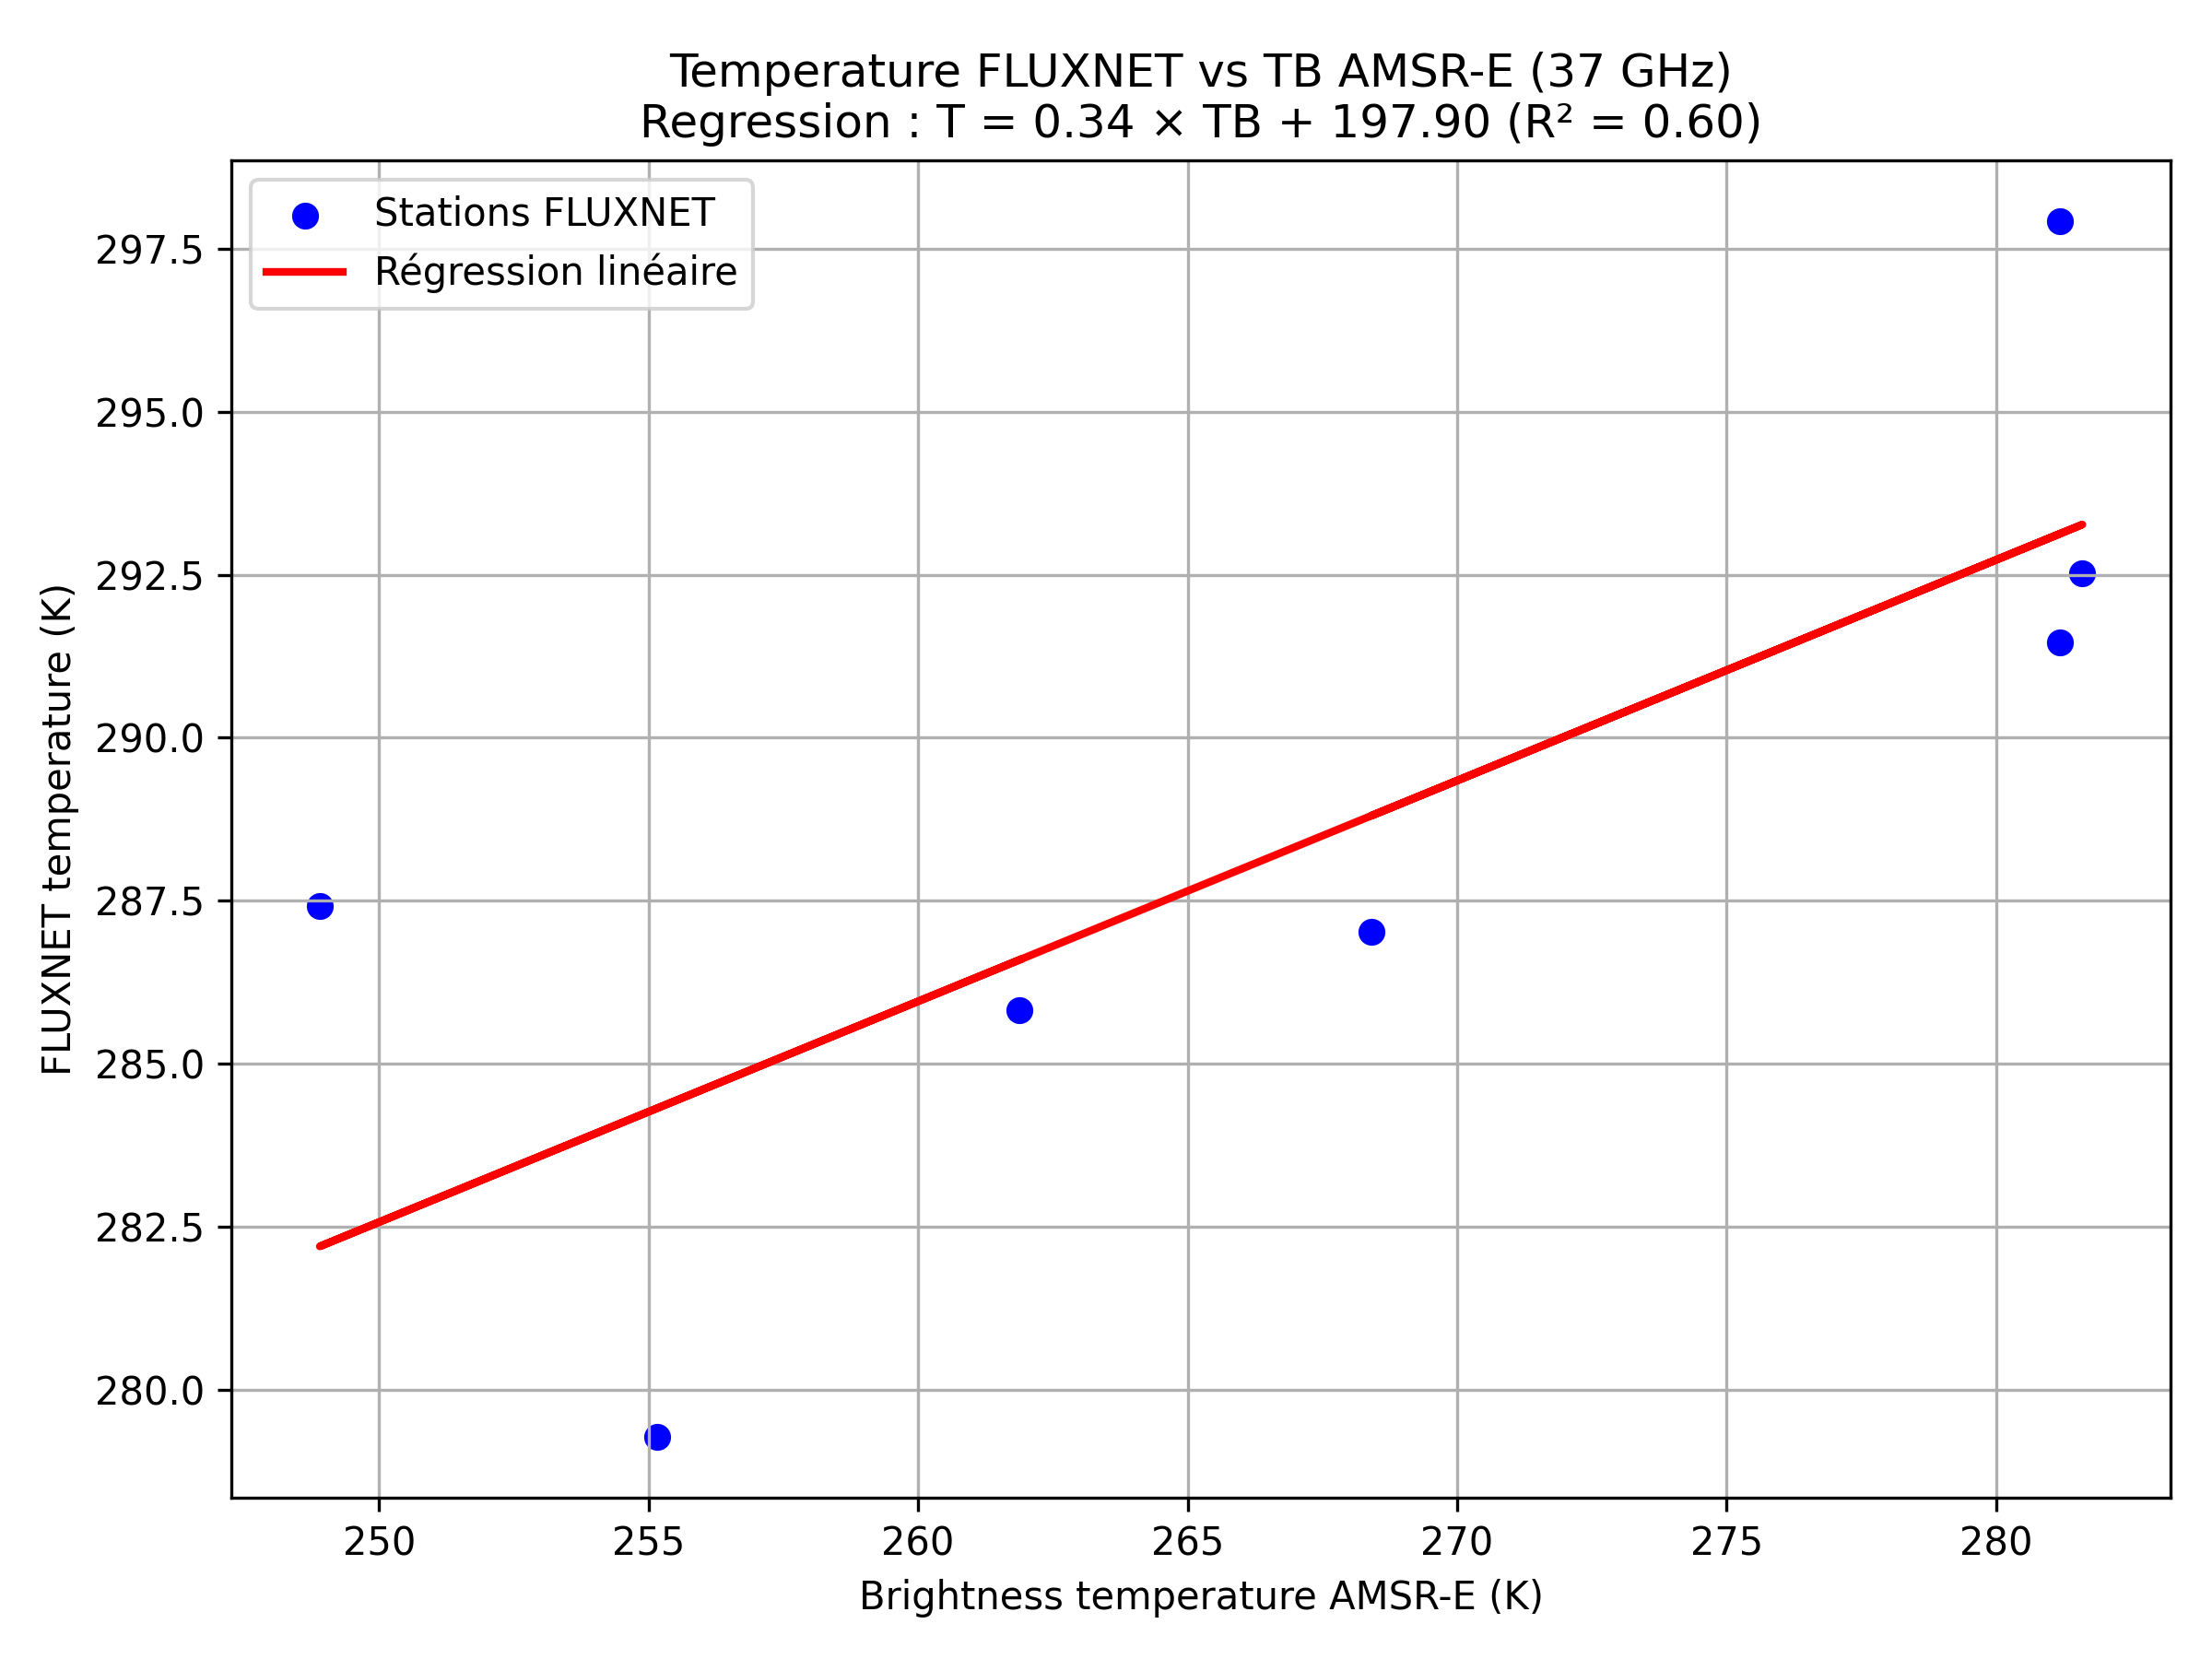 Temperature FLUXNET vs TB AMSR-E (37 GHz)
Regression : T = 0.34 × TB + 197.90 (R² = 0.60)
Stations FLUXNET
Régression linéaire
297.5
295.0
292.5
290.0
287.5
285.0
282.5
280.0
FLUXNET temperature (K)
250 255 260 265 270 275 280
Brightness temperature AMSR-E (K)